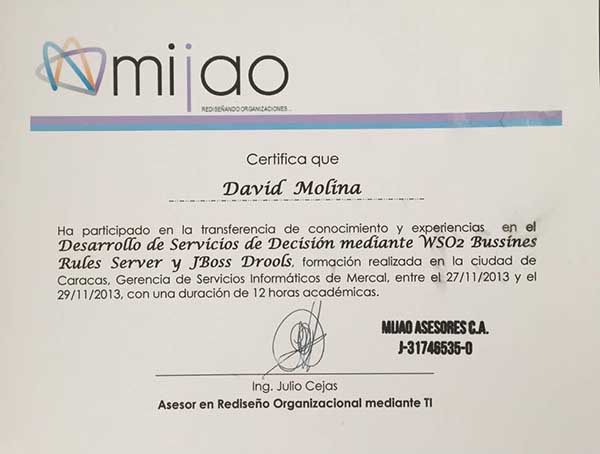 mijao
REDISEÑANDO ORGANIZACIONES...
Certifica que
David Molina
Ha participado en la transferencia de conocimiento y experiencias en el
Desarrollo de Servicios de Decisión mediante WSO2 Bussines
Rules Server y JBoss Drools, formación realizada en la ciudad de
Caracas, Gerencia de Servicios Informáticos de Mercal, entre el 27/11/2013 y el
29/11/2013, con una duración de 12 horas académicas.
MIJAO ASESORES C.A.
J-31746535-0
Ing. Julio Cejas
Asesor en Rediseño Organizacional mediante TI